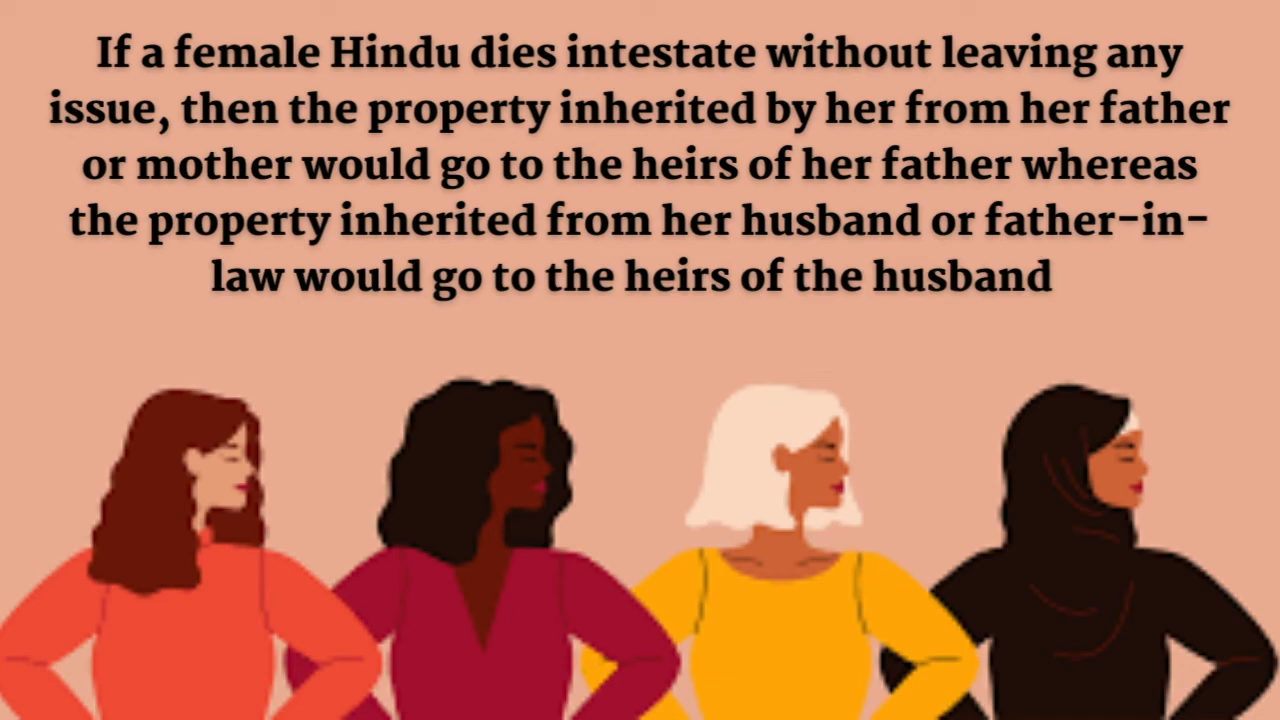 If a female Hindu dies intestate without leaving any
issue, then the property inherited by her from her father
or mother would go to the heirs of her father whereas
the property inherited from her husband or father-in-
law would go to the heirs of the husband